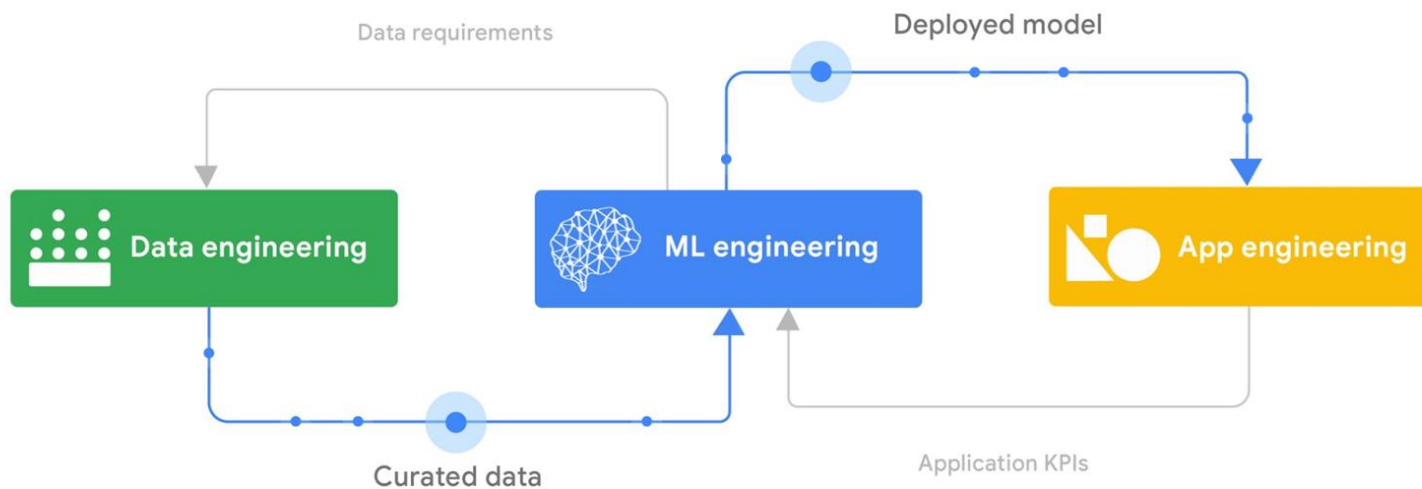 Data requirements
Deployed model
Data engineering
ML engineering
App engineering
Curated data
Application KPIs